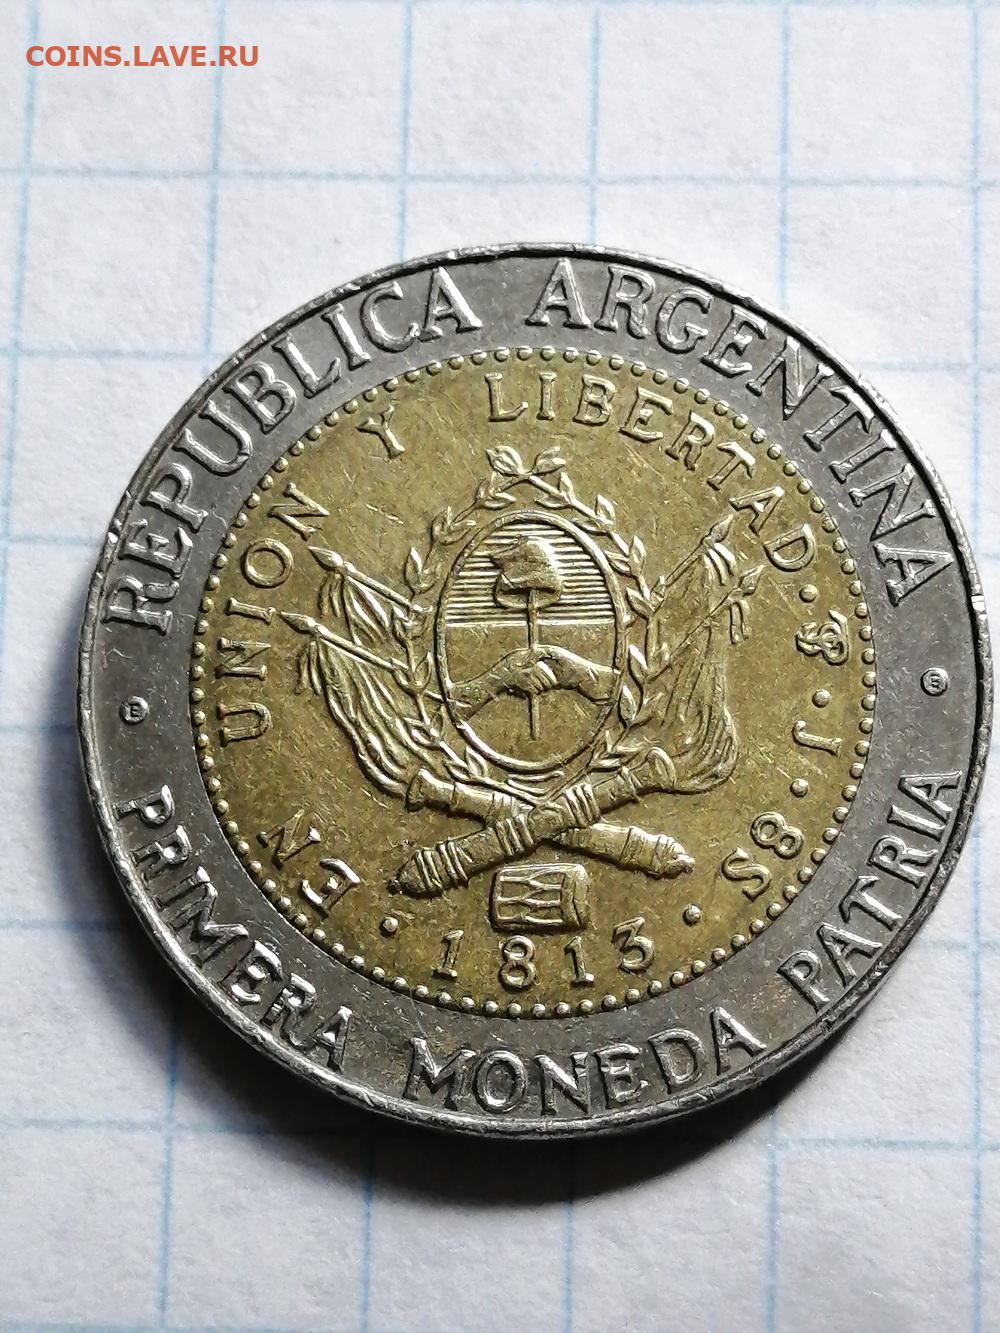 COINS.LAVE.RU
REPUBLICA ARGENTINA
PRIMERA MONEDA PATRIA
EN UNION Y LIBERTAD · J · 8S · 1813 ·